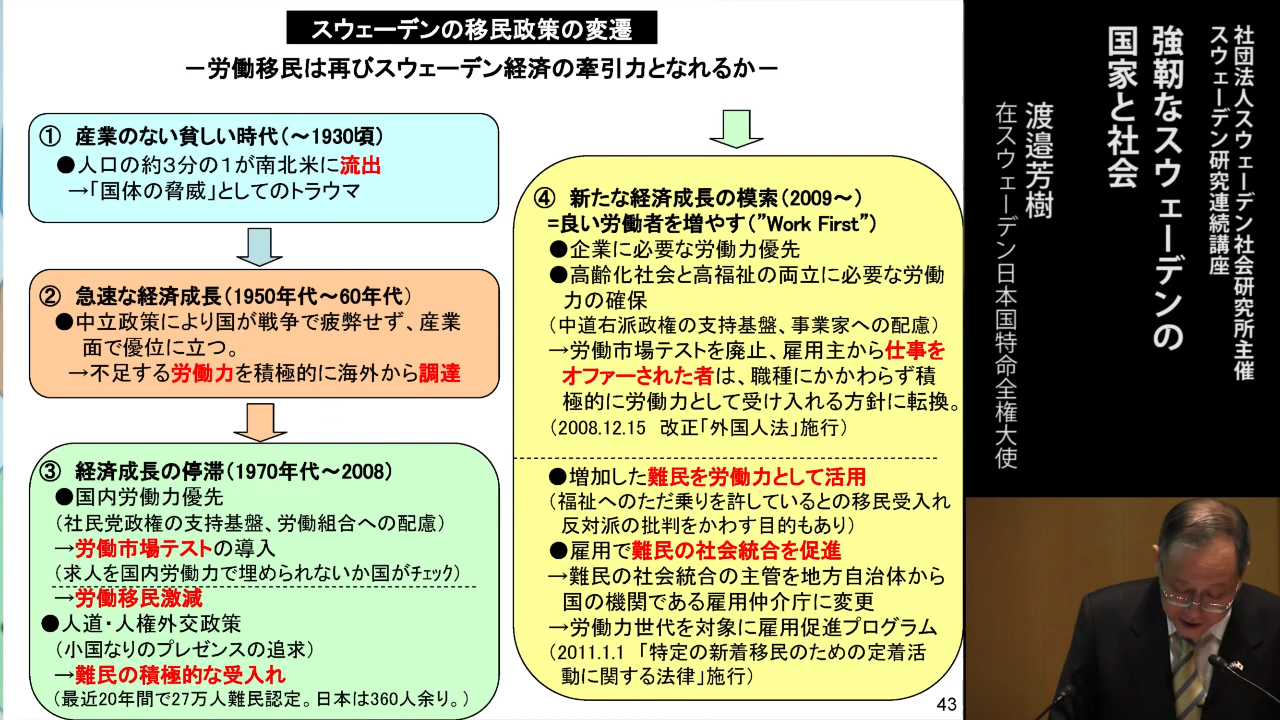 スウェーデンの移民政策の変遷
－労働移民は再びスウェーデン経済の牽引力となれるか－
① 産業のない貧しい時代（～1930頃）
●人口の約３分の１が南北米に流出
→「国体の脅威」としてのトラウマ
② 急速な経済成長（1950年代～60年代）
●中立政策により国が戦争で疲弊せず、産業
面で優位に立つ。
→不足する労働力を積極的に海外から調達
③ 経済成長の停滞（1970年代～2008）
●国内労働力優先
（社民党政権の支持基盤、労働組合への配慮）
→労働市場テストの導入
（求人を国内労働力で埋められないか国がﾁｪｯｸ）
→労働移民激減
●人道・人権外交政策
（小国なりのプレゼンスの追求）
→難民の積極的な受入れ
（最近20年間で27万人難民認定。日本は360人余り。）
④ 新たな経済成長の模索（2009～）
=良い労働者を増やす（”Work First”）
●企業に必要な労働力優先
●高齢化社会と高福祉の両立に必要な労働
力の確保
（中道右派政権の支持基盤、事業家への配慮）
→労働市場テストを廃止、雇用主から仕事を
オファーされた者は、職種にかかわらず積
極的に労働力として受け入れる方針に転換。
（2008.12.15 改正「外国人法」施行）
●増加した難民を労働力として活用
（福祉へのただ乗りを許しているとの移民受入れ
反対派の批判をかわす目的もあり）
●雇用で難民の社会統合を促進
→難民の社会統合の主管を地方自治体から
国の機関である雇用仲介庁に変更
→労働力世代を対象に雇用促進プログラム
（2011.1.1 「特定の新着移民のための定着活
動に関する法律」施行）
43
社団法人スウェーデン社会研究所主催
スウェーデン研究連続講座
強靭なスウェーデンの
国家と社会
渡邉芳樹
在スウェーデン日本国特命全権大使